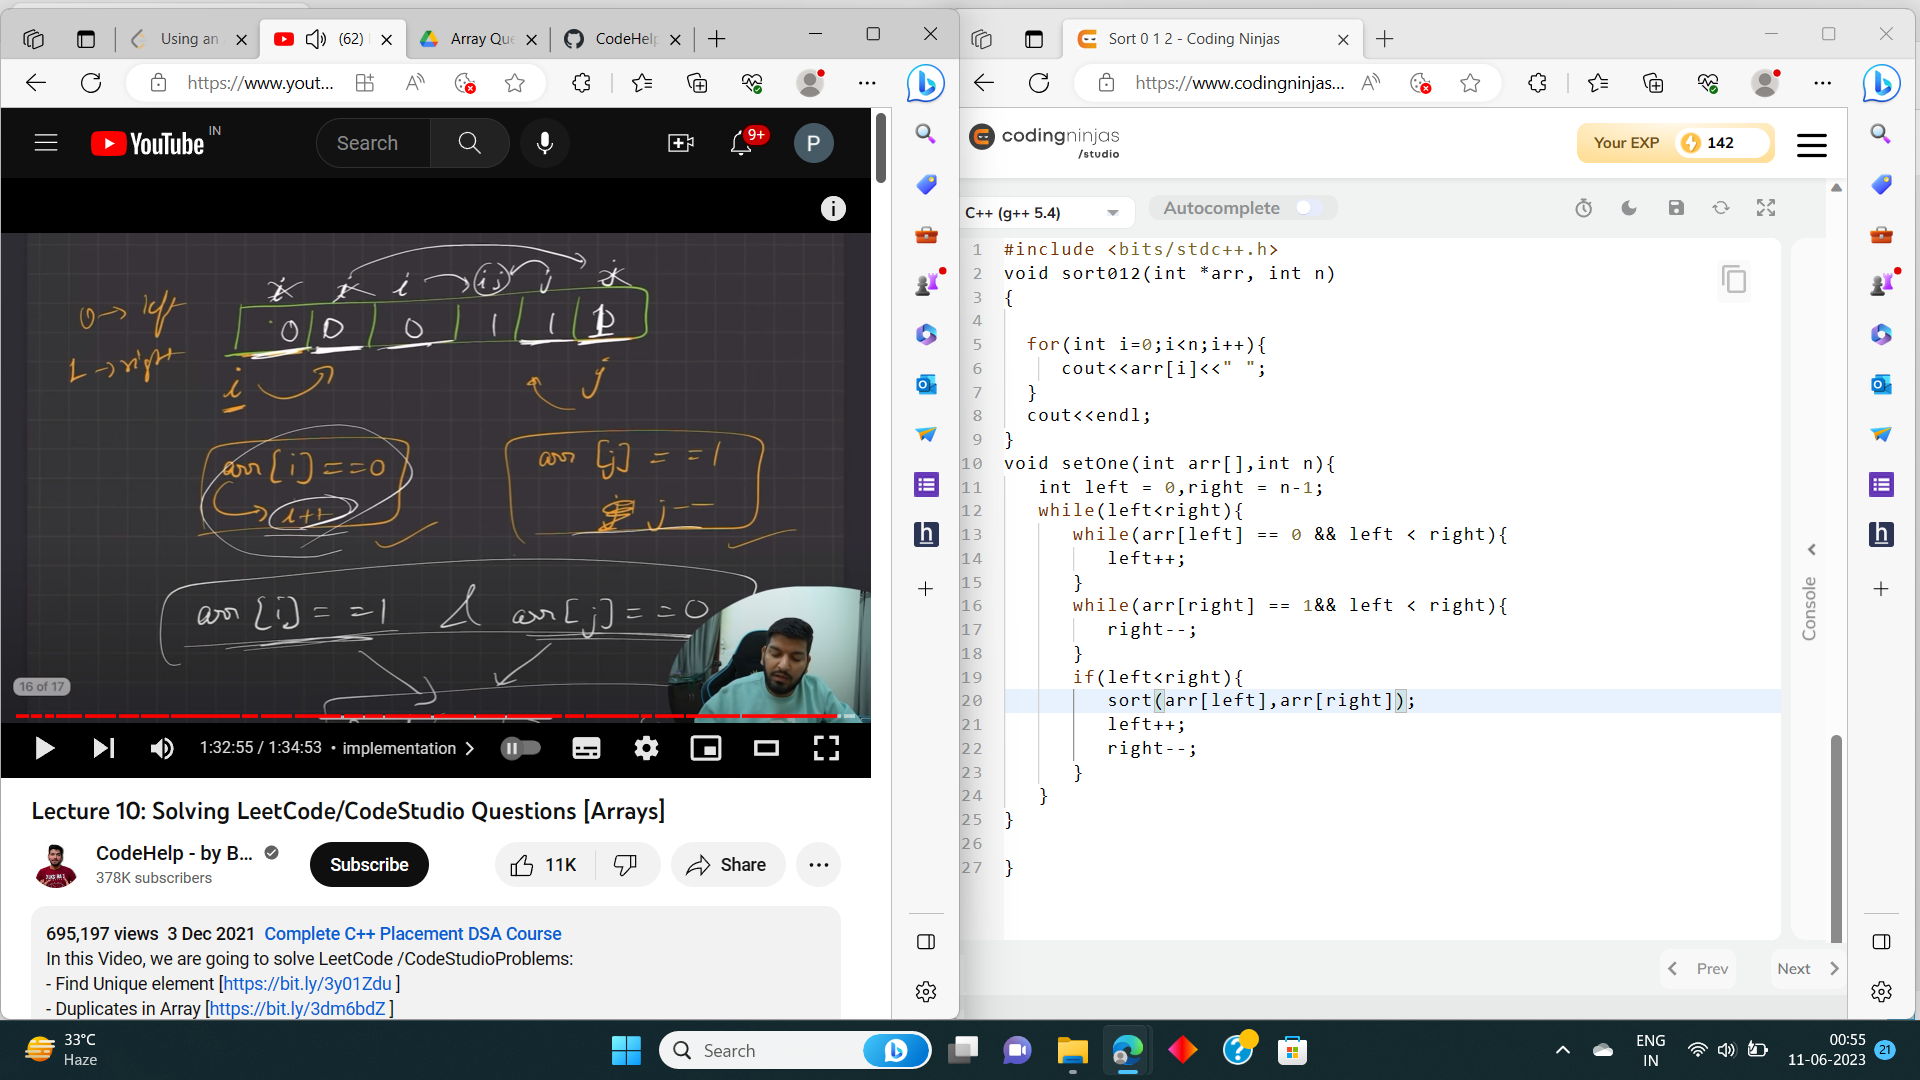 Using an
(62)
Array Que
CodeHelp
https://www.yout...
YouTube IN
Search
9+
P
i
i i i i j j j
0 → left
1 → right
0 0 0 1 1 1
i
j
arr [i] == 0
i++
arr [j] == 1
j--
arr [i] == 1 & arr [j] == 0
16 of 17
1:32:55 / 1:34:53 • implementation >
Lecture 10: Solving LeetCode/CodeStudio Questions [Arrays]
CodeHelp - by B...
378K subscribers
Subscribe
11K
Share
695,197 views 3 Dec 2021 Complete C++ Placement DSA Course
In this Video, we are going to solve LeetCode /CodeStudioProblems:
- Find Unique element [https://bit.ly/3y01Zdu ]
- Duplicates in Array [https://bit.ly/3dm6bdZ ]
Sort 0 1 2 - Coding Ninjas
https://www.codingninjas...
codingninjas
/studio
Your EXP 142
C++ (g++ 5.4)
Autocomplete
1 #include <bits/stdc++.h>
2 void sort012(int *arr, int n)
3 {
4
5 for(int i=0;i<n;i++){
6 cout<<arr[i]<<" ";
7 }
8 cout<<endl;
9 }
10 void setOne(int arr[],int n){
11 int left = 0,right = n-1;
12 while(left<right){
13 while(arr[left] == 0 && left < right){
14 left++;
15 }
16 while(arr[right] == 1&& left < right){
17 right--;
18 }
19 if(left<right){
20 sort(arr[left],arr[right]);
21 left++;
22 right--;
23 }
24 }
25 }
26
27 }
Console
Prev
Next
33°C
Haze
Search
ENG
IN
00:55
11-06-2023
21